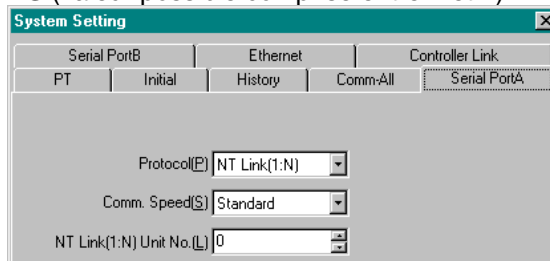 System Setting
Serial PortB Ethernet Controller Link
PT Initial History Comm-All Serial PortA
Protocol(P) NT Link(1:N)
Comm. Speed(S) Standard
NT Link(1:N) Unit No.(L) 0